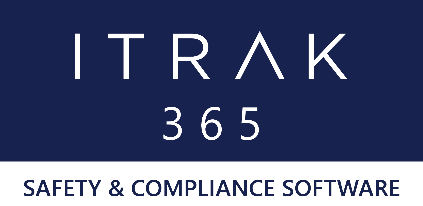 ITRAK
365
SAFETY & COMPLIANCE SOFTWARE